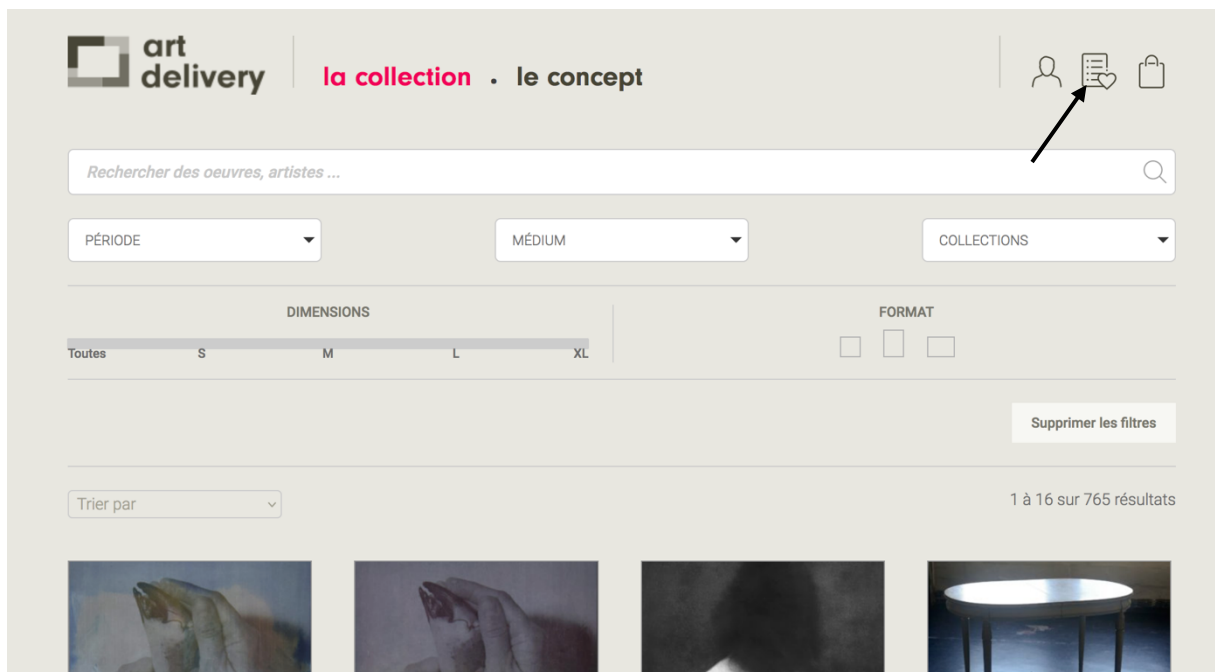 art
delivery
la collection . le concept
Rechercher des oeuvres, artistes ...
PÉRIODE
MÉDIUM
COLLECTIONS
DIMENSIONS
Toutes S M L XL
FORMAT
Supprimer les filtres
Trier par
1 à 16 sur 765 résultats